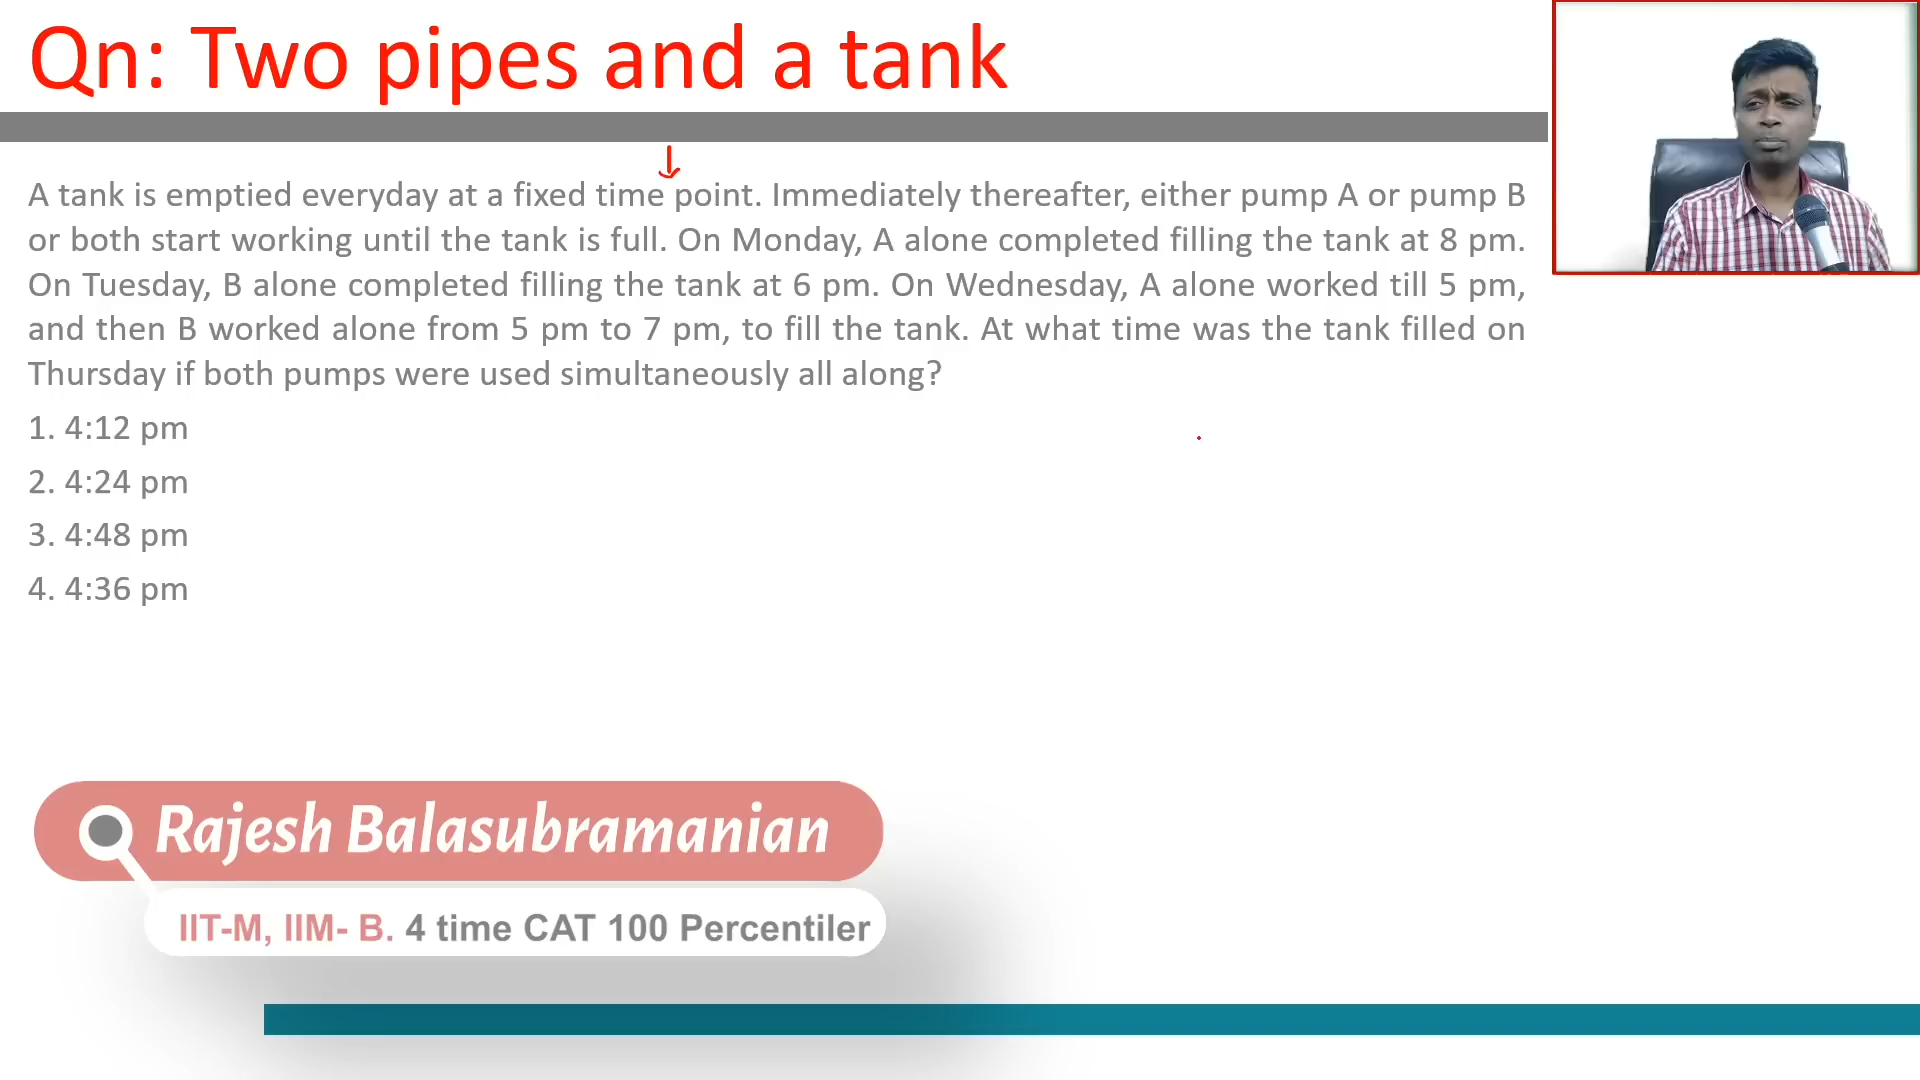 Qn: Two pipes and a tank
A tank is emptied everyday at a fixed time point. Immediately thereafter, either pump A or pump B
or both start working until the tank is full. On Monday, A alone completed filling the tank at 8 pm.
On Tuesday, B alone completed filling the tank at 6 pm. On Wednesday, A alone worked till 5 pm,
and then B worked alone from 5 pm to 7 pm, to fill the tank. At what time was the tank filled on
Thursday if both pumps were used simultaneously all along?
1. 4:12 pm
2. 4:24 pm
3. 4:48 pm
4. 4:36 pm
Rajesh Balasubramanian
IIT-M, IIM- B. 4 time CAT 100 Percentiler